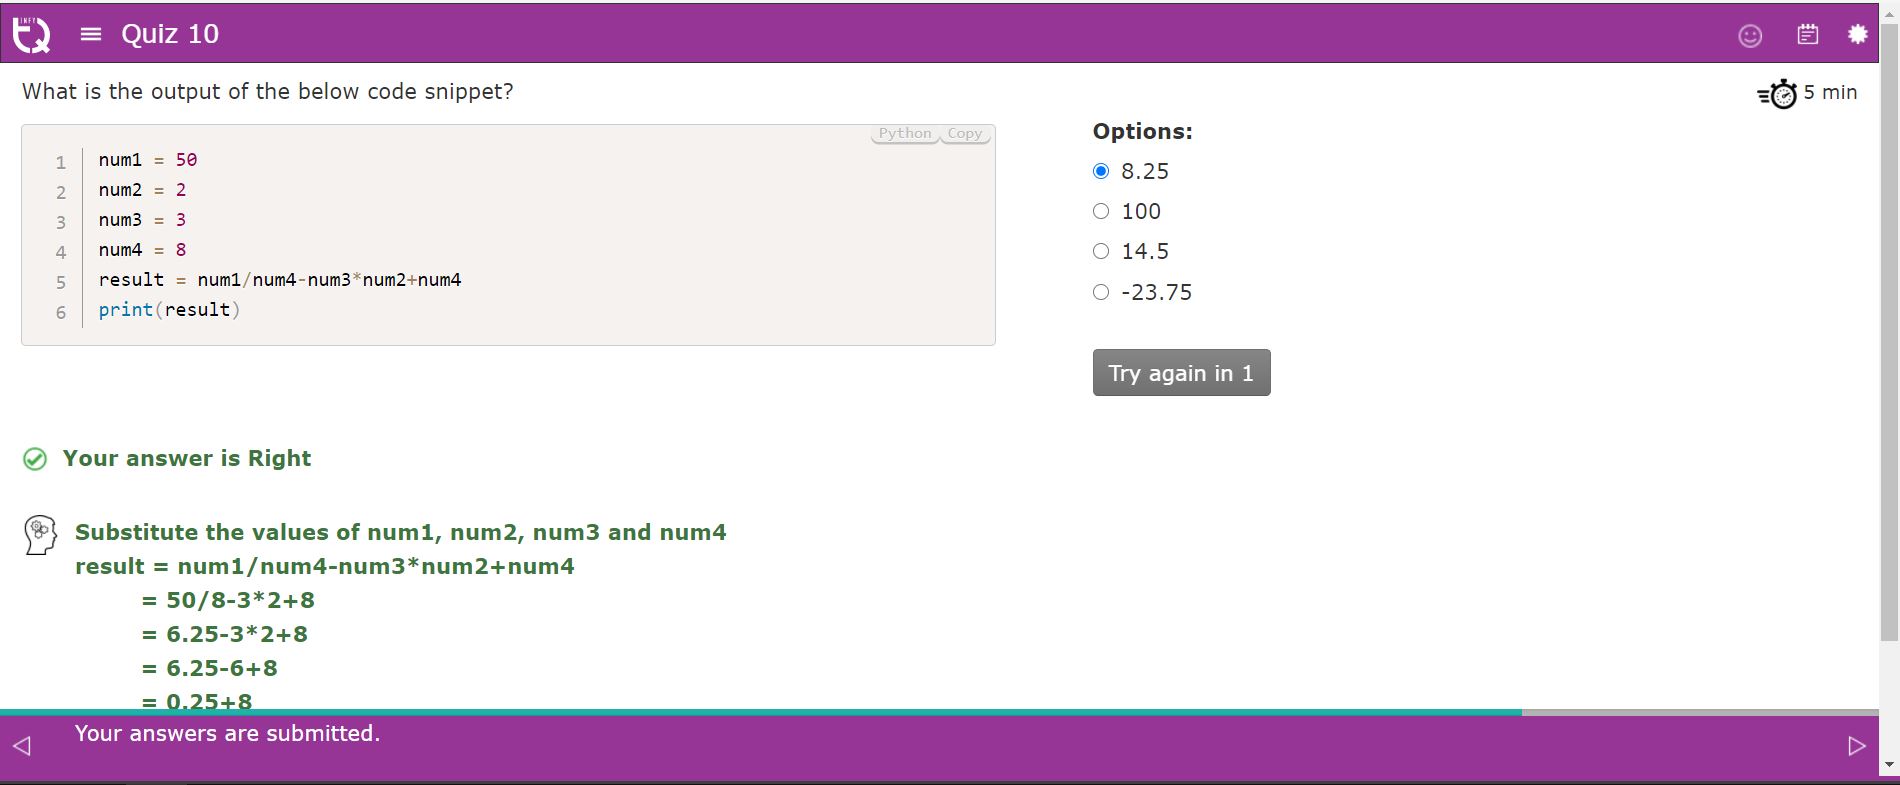 INFY
TQ
Quiz 10
What is the output of the below code snippet?
5 min
Python Copy
1 num1 = 50
2 num2 = 2
3 num3 = 3
4 num4 = 8
5 result = num1/num4-num3*num2+num4
6 print(result)
Options:
8.25
100
14.5
-23.75
Try again in 1
Your answer is Right
Substitute the values of num1, num2, num3 and num4
result = num1/num4-num3*num2+num4
= 50/8-3*2+8
= 6.25-3*2+8
= 6.25-6+8
= 0.25+8
Your answers are submitted.